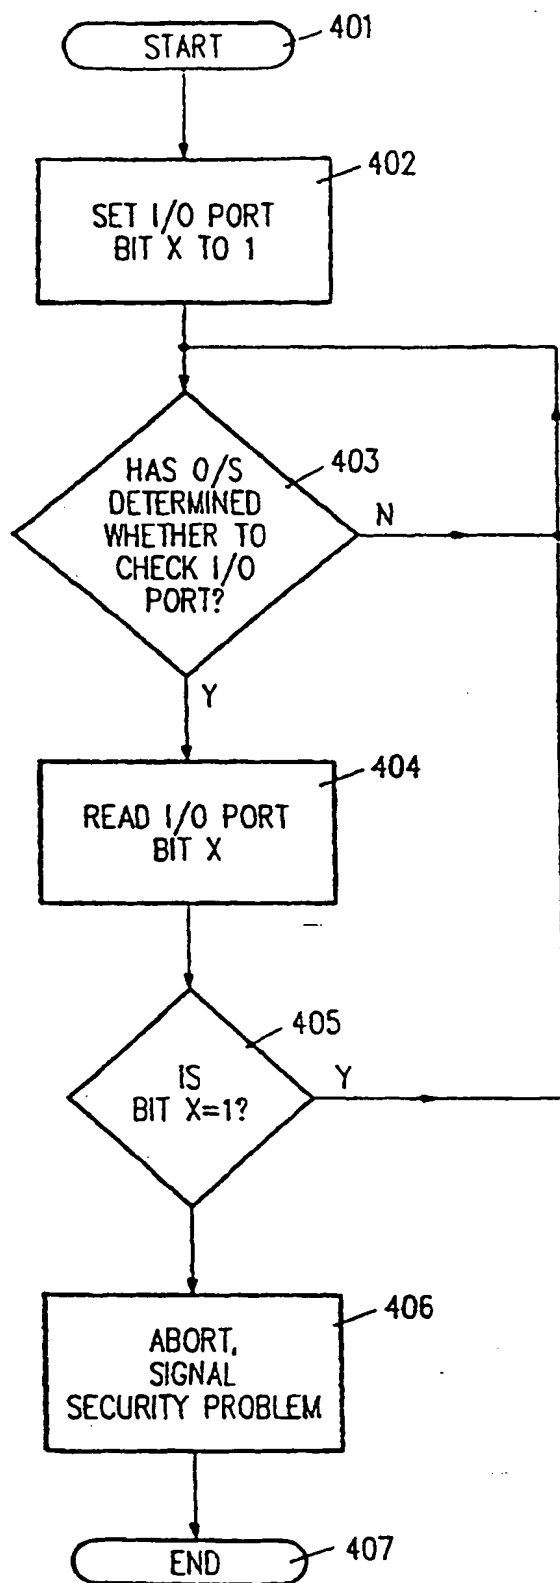 START
401
402
SET I/O PORT
BIT X TO 1
403
HAS O/S
DETERMINED
WHETHER TO
CHECK I/O
PORT?
N
Y
404
READ I/O PORT
BIT X
405
IS
BIT X=1?
Y
406
ABORT,
SIGNAL
SECURITY PROBLEM
END
407